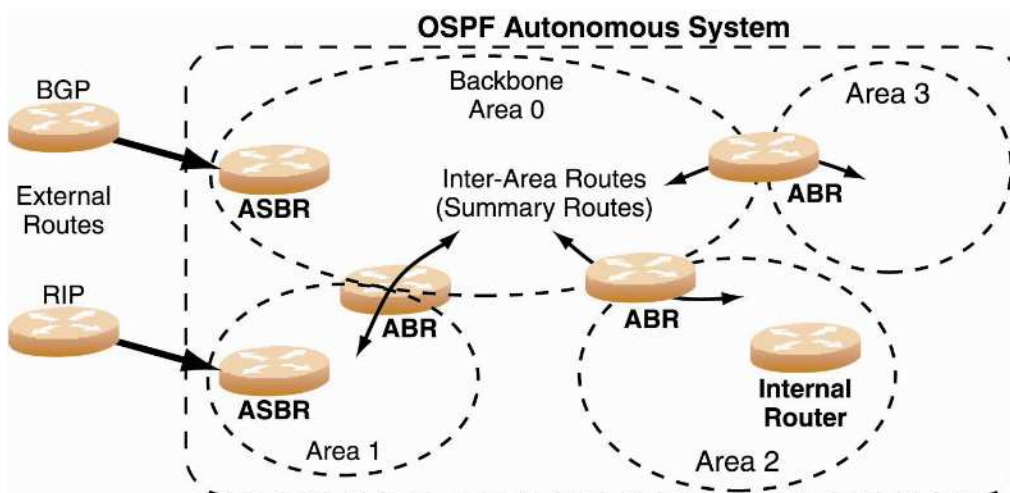 OSPF Autonomous System
BGP
Backbone
Area 0
Area 3
External
Routes
ASBR
Inter-Area Routes
(Summary Routes)
ABR
RIP
ABR
ABR
ASBR
Internal
Router
Area 1
Area 2